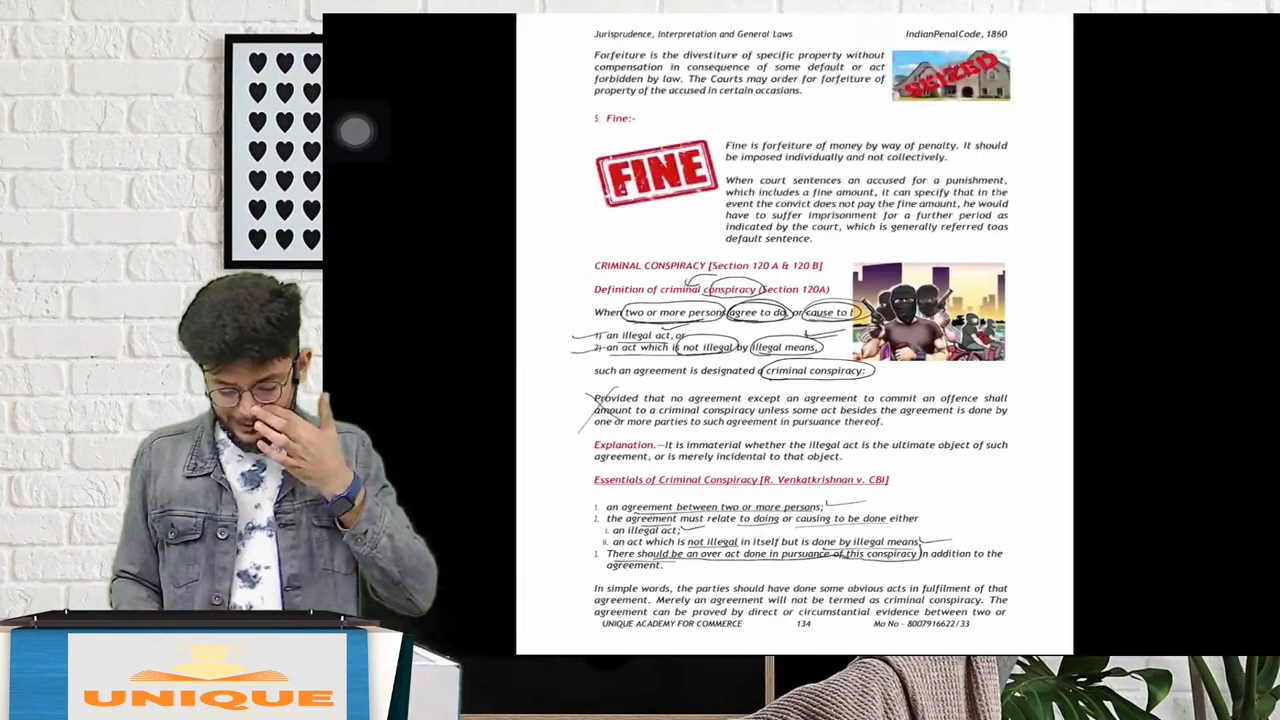 Jurisprudence, Interpretation and General Laws IndianPenalCode, 1860
Forfeiture is the divestiture of specific property without
compensation in consequence of some default or act
forbidden by law. The Courts may order for forfeiture of
property of the accused in certain occasions.
SEIZED
5. Fine:-
FINE
Fine is forfeiture of money by way of penalty. It should
be imposed individually and not collectively.
When court sentences an accused for a punishment,
which includes a fine amount, it can specify that in the
event the convict does not pay the fine amount, he would
have to suffer imprisonment for a further period as
indicated by the court, which is generally referred toas
default sentence.
CRIMINAL CONSPIRACY [Section 120 A & 120 B]
Definition of criminal conspiracy (Section 120A)
When two or more persons agree to do, or cause to b
1) an illegal act, or
2) an act which is not illegal by illegal means,
such an agreement is designated a criminal conspiracy:
Provided that no agreement except an agreement to commit an offence shall
amount to a criminal conspiracy unless some act besides the agreement is done by
one or more parties to such agreement in pursuance thereof.
Explanation.—It is immaterial whether the illegal act is the ultimate object of such
agreement, or is merely incidental to that object.
Essentials of Criminal Conspiracy [R. Venkatkrishnan v. CBI]
1. an agreement between two or more persons;
2. the agreement must relate to doing or causing to be done either
i. an illegal act;
ii. an act which is not illegal in itself but is done by illegal means
3. There should be an over act done in pursuance of this conspiracy in addition to the
agreement.
In simple words, the parties should have done some obvious acts in fulfilment of that
agreement. Merely an agreement will not be termed as criminal conspiracy. The
agreement can be proved by direct or circumstantial evidence between two or
UNIQUE ACADEMY FOR COMMERCE 134 Mo No - 8007916622/33
UNIQUE